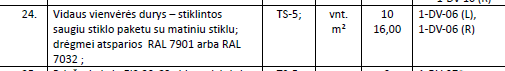 24. Vidaus vienvėrės durys – stiklintos TS-5; vnt. 10 1-DV-06 (L),
saugiu stiklo paketu su matiniu stiklu; m² 16,00 1-DV-06 (R)
drėgmei atsparios RAL 7901 arba RAL
7032 ;